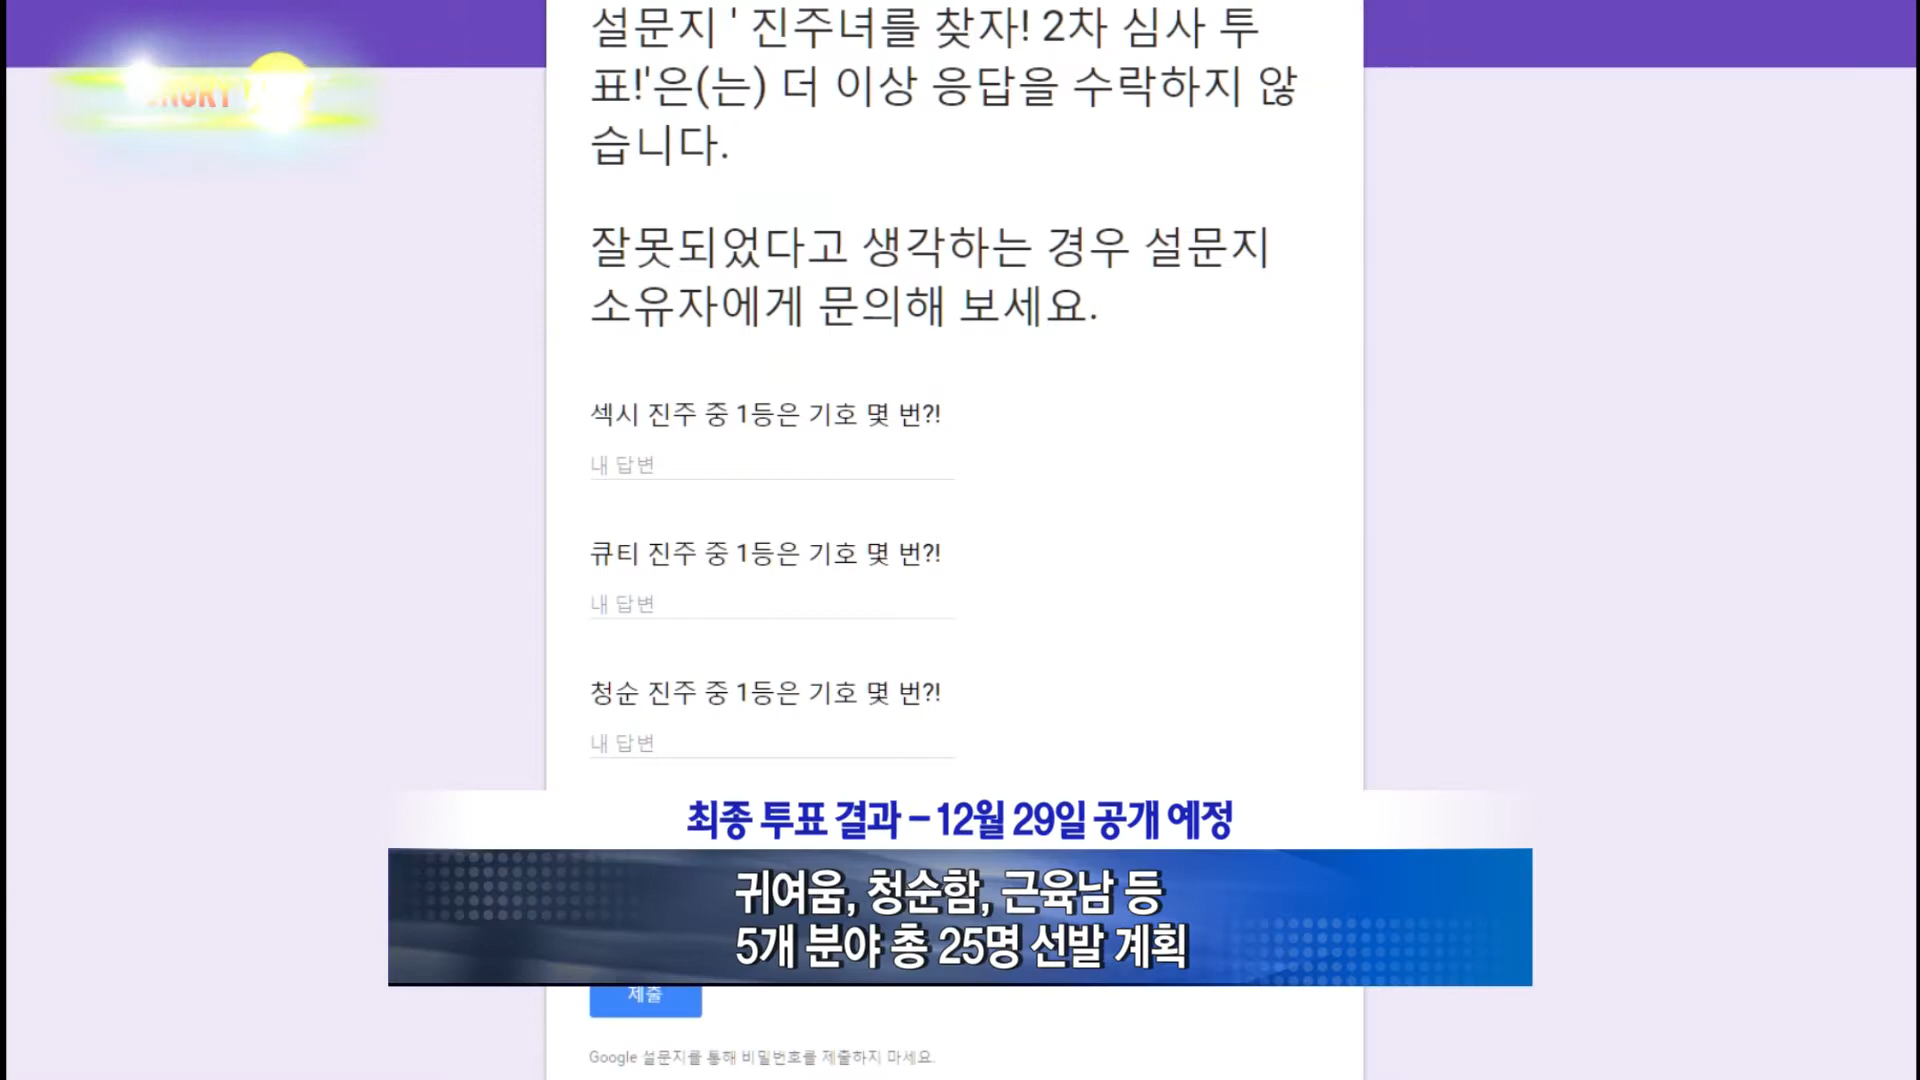 설문지 ' 진주녀를 찾자! 2차 심사 투
표!'은(는) 더 이상 응답을 수락하지 않
습니다.
잘못되었다고 생각하는 경우 설문지
소유자에게 문의해 보세요.
섹시 진주 중 1등은 기호 몇 번?!
내 답변
큐티 진주 중 1등은 기호 몇 번?!
내 답변
청순 진주 중 1등은 기호 몇 번?!
내 답변
최종 투표 결과 – 12월 29일 공개 예정
귀여움, 청순함, 근육남 등
5개 분야 총 25명 선발 계획
제출
Google 설문지를 통해 비밀번호를 제출하지 마세요.